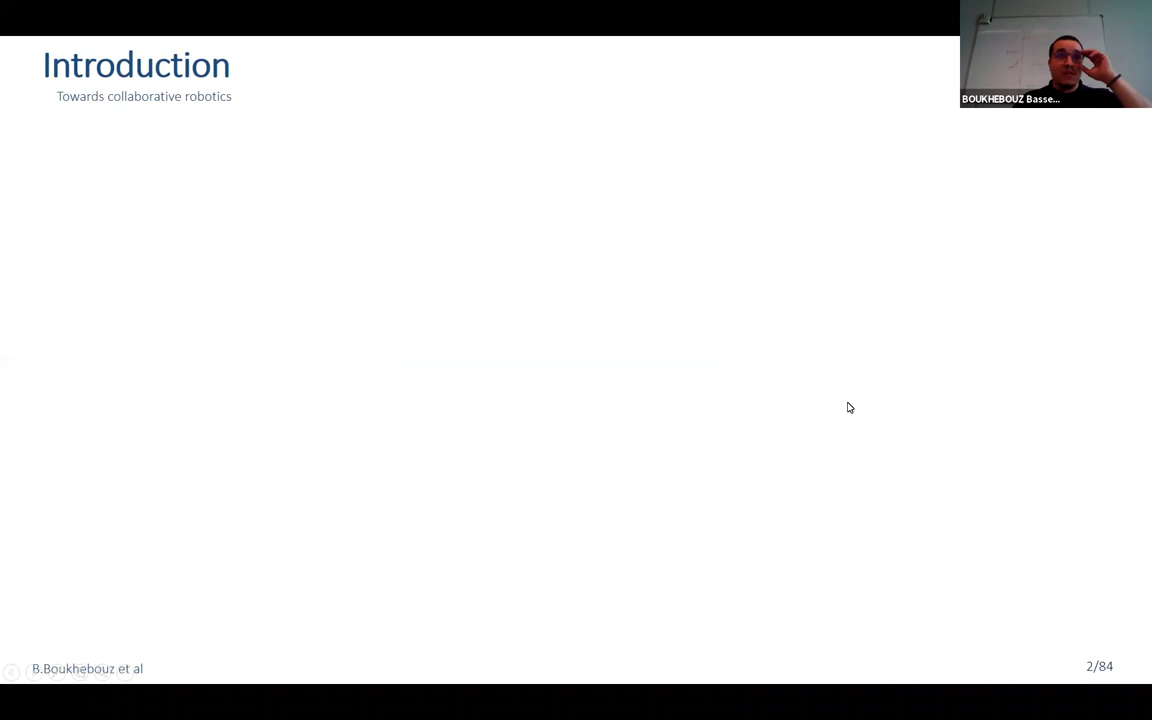 Introduction
Towards collaborative robotics
BOUKHEBOUZ Basse...
B.Boukhebouz et al
2/84